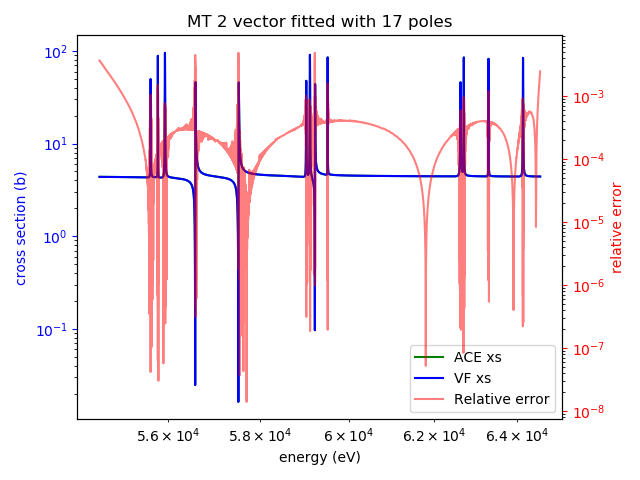 MT 2 vector fitted with 17 poles
cross section (b)
10²
10¹
10⁰
10⁻¹
10⁻³
10⁻⁴
10⁻⁵
10⁻⁶
10⁻⁷
10⁻⁸
relative error
ACE xs
VF xs
Relative error
5.6 × 10⁴ 5.8 × 10⁴ 6 × 10⁴ 6.2 × 10⁴ 6.4 × 10⁴
energy (eV)